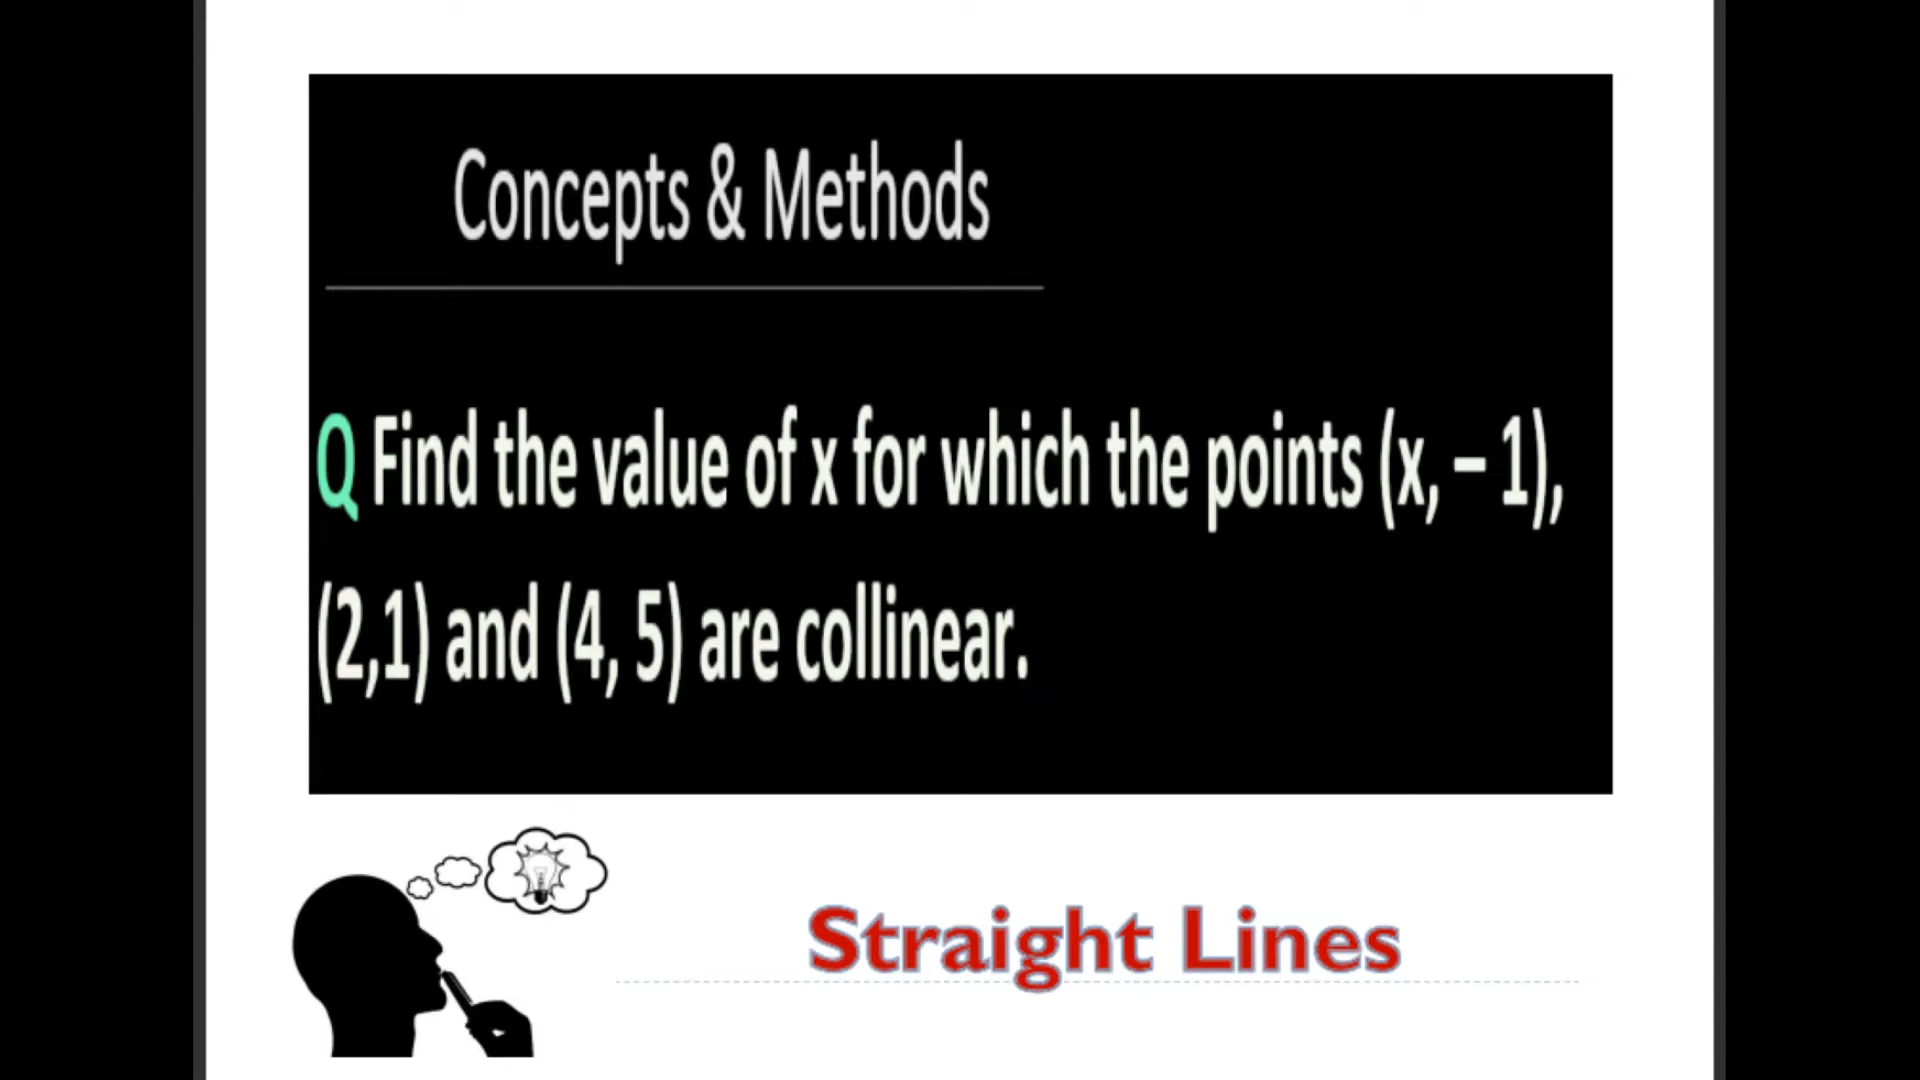 Concepts & Methods
Q Find the value of x for which the points (x, – 1),
(2,1) and (4, 5) are collinear.
Straight Lines